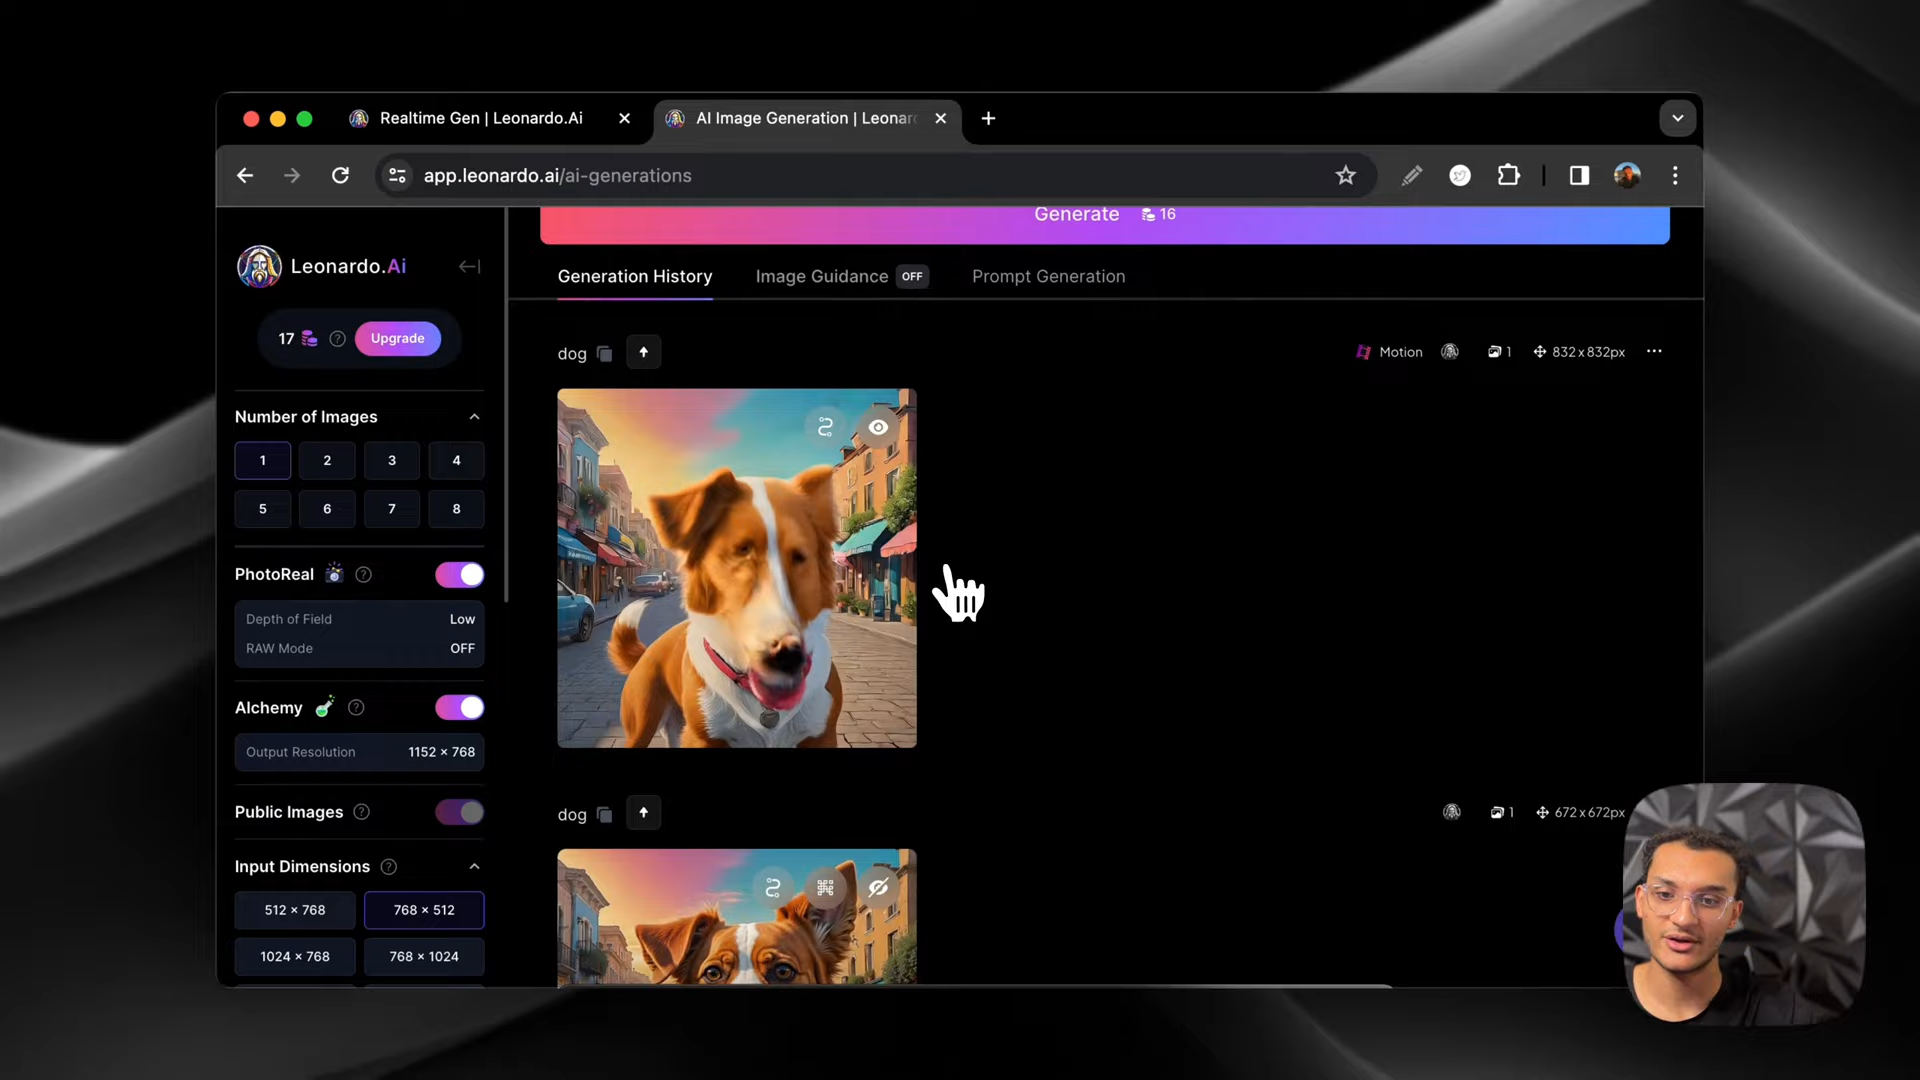 Realtime Gen | Leonardo.Ai
AI Image Generation | Leonar
app.leonardo.ai/ai-generations
Leonardo.Ai
17
Upgrade
Number of Images
1 2 3 4
5 6 7 8
PhotoReal
Depth of Field Low
RAW Mode OFF
Alchemy
Output Resolution 1152 × 768
Public Images
Input Dimensions
512 × 768 768 × 512
1024 × 768 768 × 1024
Generate 16
Generation History Image Guidance OFF Prompt Generation
dog
Motion 1 832x832px
dog
1 672x672px